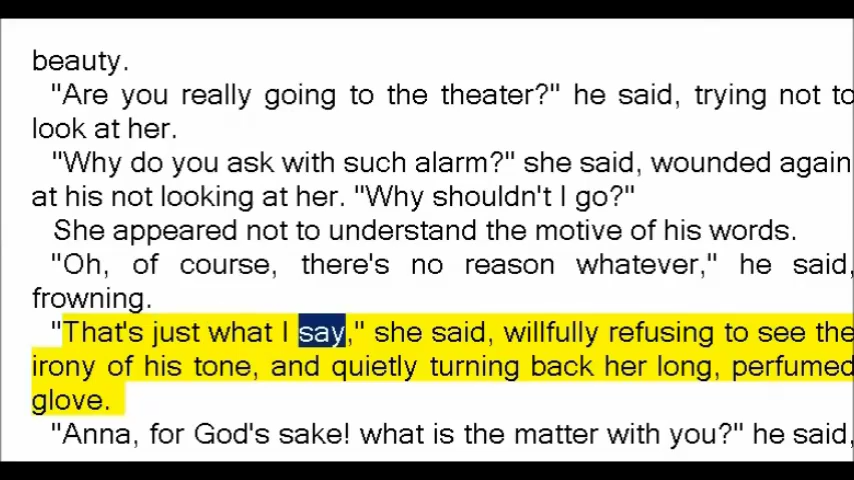 beauty.
"Are you really going to the theater?" he said, trying not to
look at her.
"Why do you ask with such alarm?" she said, wounded again
at his not looking at her. "Why shouldn't I go?"
She appeared not to understand the motive of his words.
"Oh, of course, there's no reason whatever," he said,
frowning.
"That's just what I say," she said, willfully refusing to see the
irony of his tone, and quietly turning back her long, perfumed
glove.
"Anna, for God's sake! what is the matter with you?" he said,